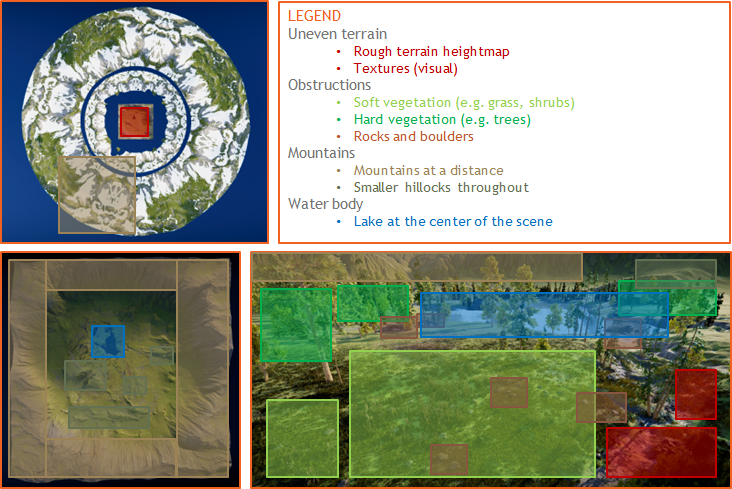 LEGEND
Uneven terrain
• Rough terrain heightmap
• Textures (visual)
Obstructions
• Soft vegetation (e.g. grass, shrubs)
• Hard vegetation (e.g. trees)
• Rocks and boulders
Mountains
• Mountains at a distance
• Smaller hillocks throughout
Water body
• Lake at the center of the scene